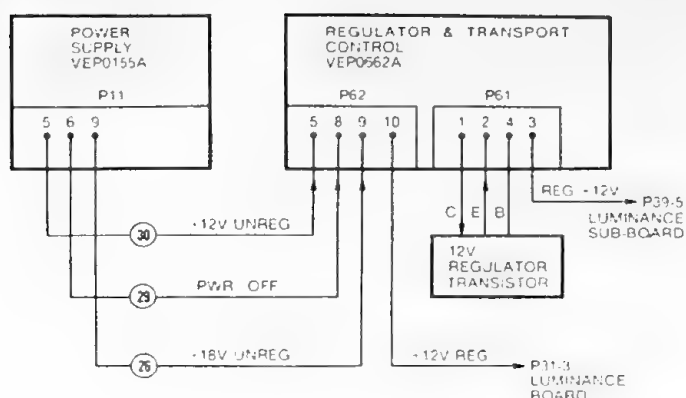 POWER
SUPPLY
VEP0155A
P11
5 6 9
REGULATOR & TRANSPORT
CONTROL
VEP0662A
P62
5 8 9 10
P61
1 2 4 3
30
+12V UNREG
29
PWR OFF
26
-18V UNREG
C E B
12V
REGULATOR
TRANSISTOR
REG +12V
P39-5
LUMINANCE
SUB-BOARD
+12V REG
P31-3
LUMINANCE
BOARD